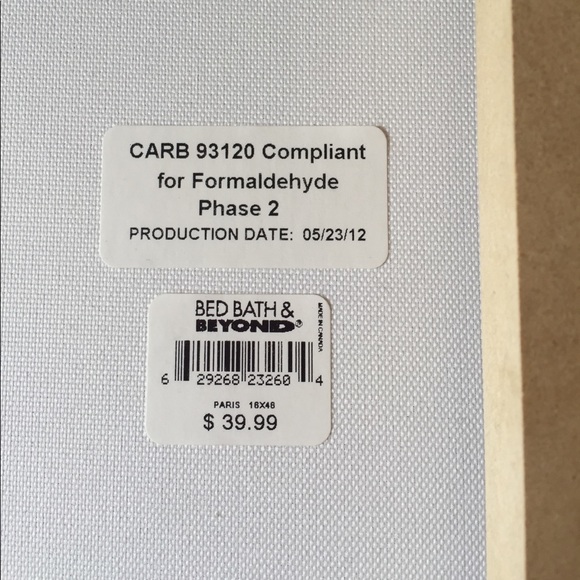 CARB 93120 Compliant
for Formaldehyde
Phase 2
PRODUCTION DATE: 05/23/12
BED BATH &
BEYOND®
MADE IN CANADA
6 29268 23260 4
PARIS 16X46
$ 39.99